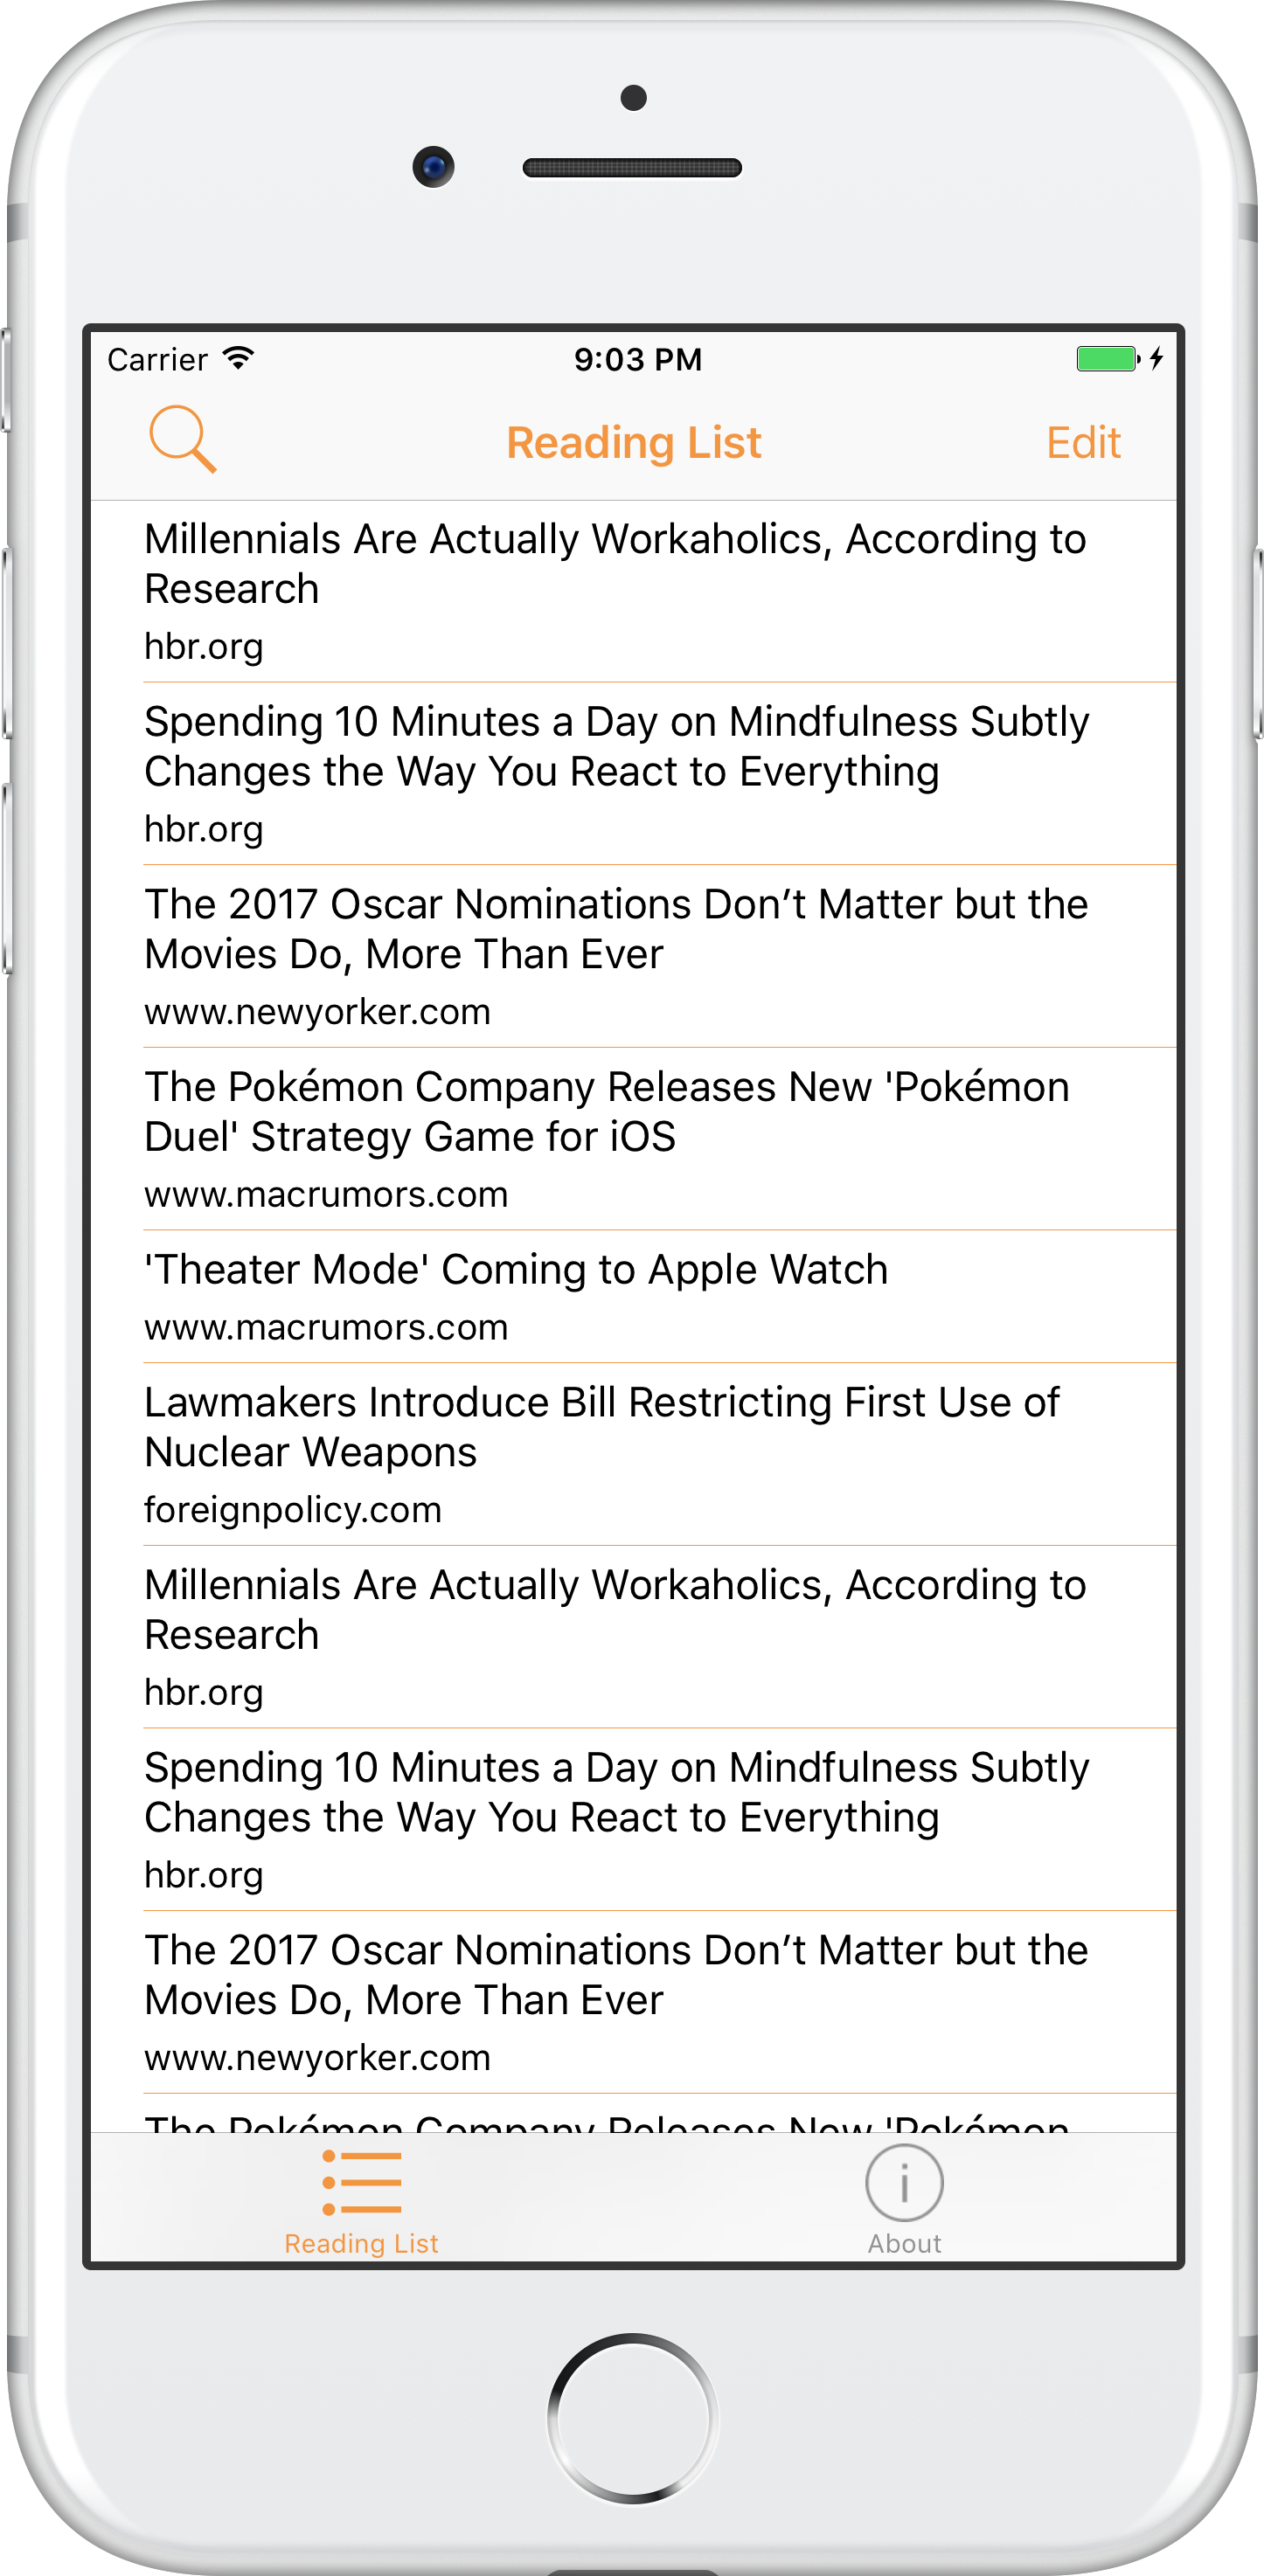 Carrier 9:03 PM
Reading List Edit
Millennials Are Actually Workaholics, According to
Research
hbr.org
Spending 10 Minutes a Day on Mindfulness Subtly
Changes the Way You React to Everything
hbr.org
The 2017 Oscar Nominations Don’t Matter but the
Movies Do, More Than Ever
www.newyorker.com
The Pokémon Company Releases New 'Pokémon
Duel' Strategy Game for iOS
www.macrumors.com
'Theater Mode' Coming to Apple Watch
www.macrumors.com
Lawmakers Introduce Bill Restricting First Use of
Nuclear Weapons
foreignpolicy.com
Millennials Are Actually Workaholics, According to
Research
hbr.org
Spending 10 Minutes a Day on Mindfulness Subtly
Changes the Way You React to Everything
hbr.org
The 2017 Oscar Nominations Don’t Matter but the
Movies Do, More Than Ever
www.newyorker.com
The Pokémon Company Releases New 'Pokémon
Reading List About